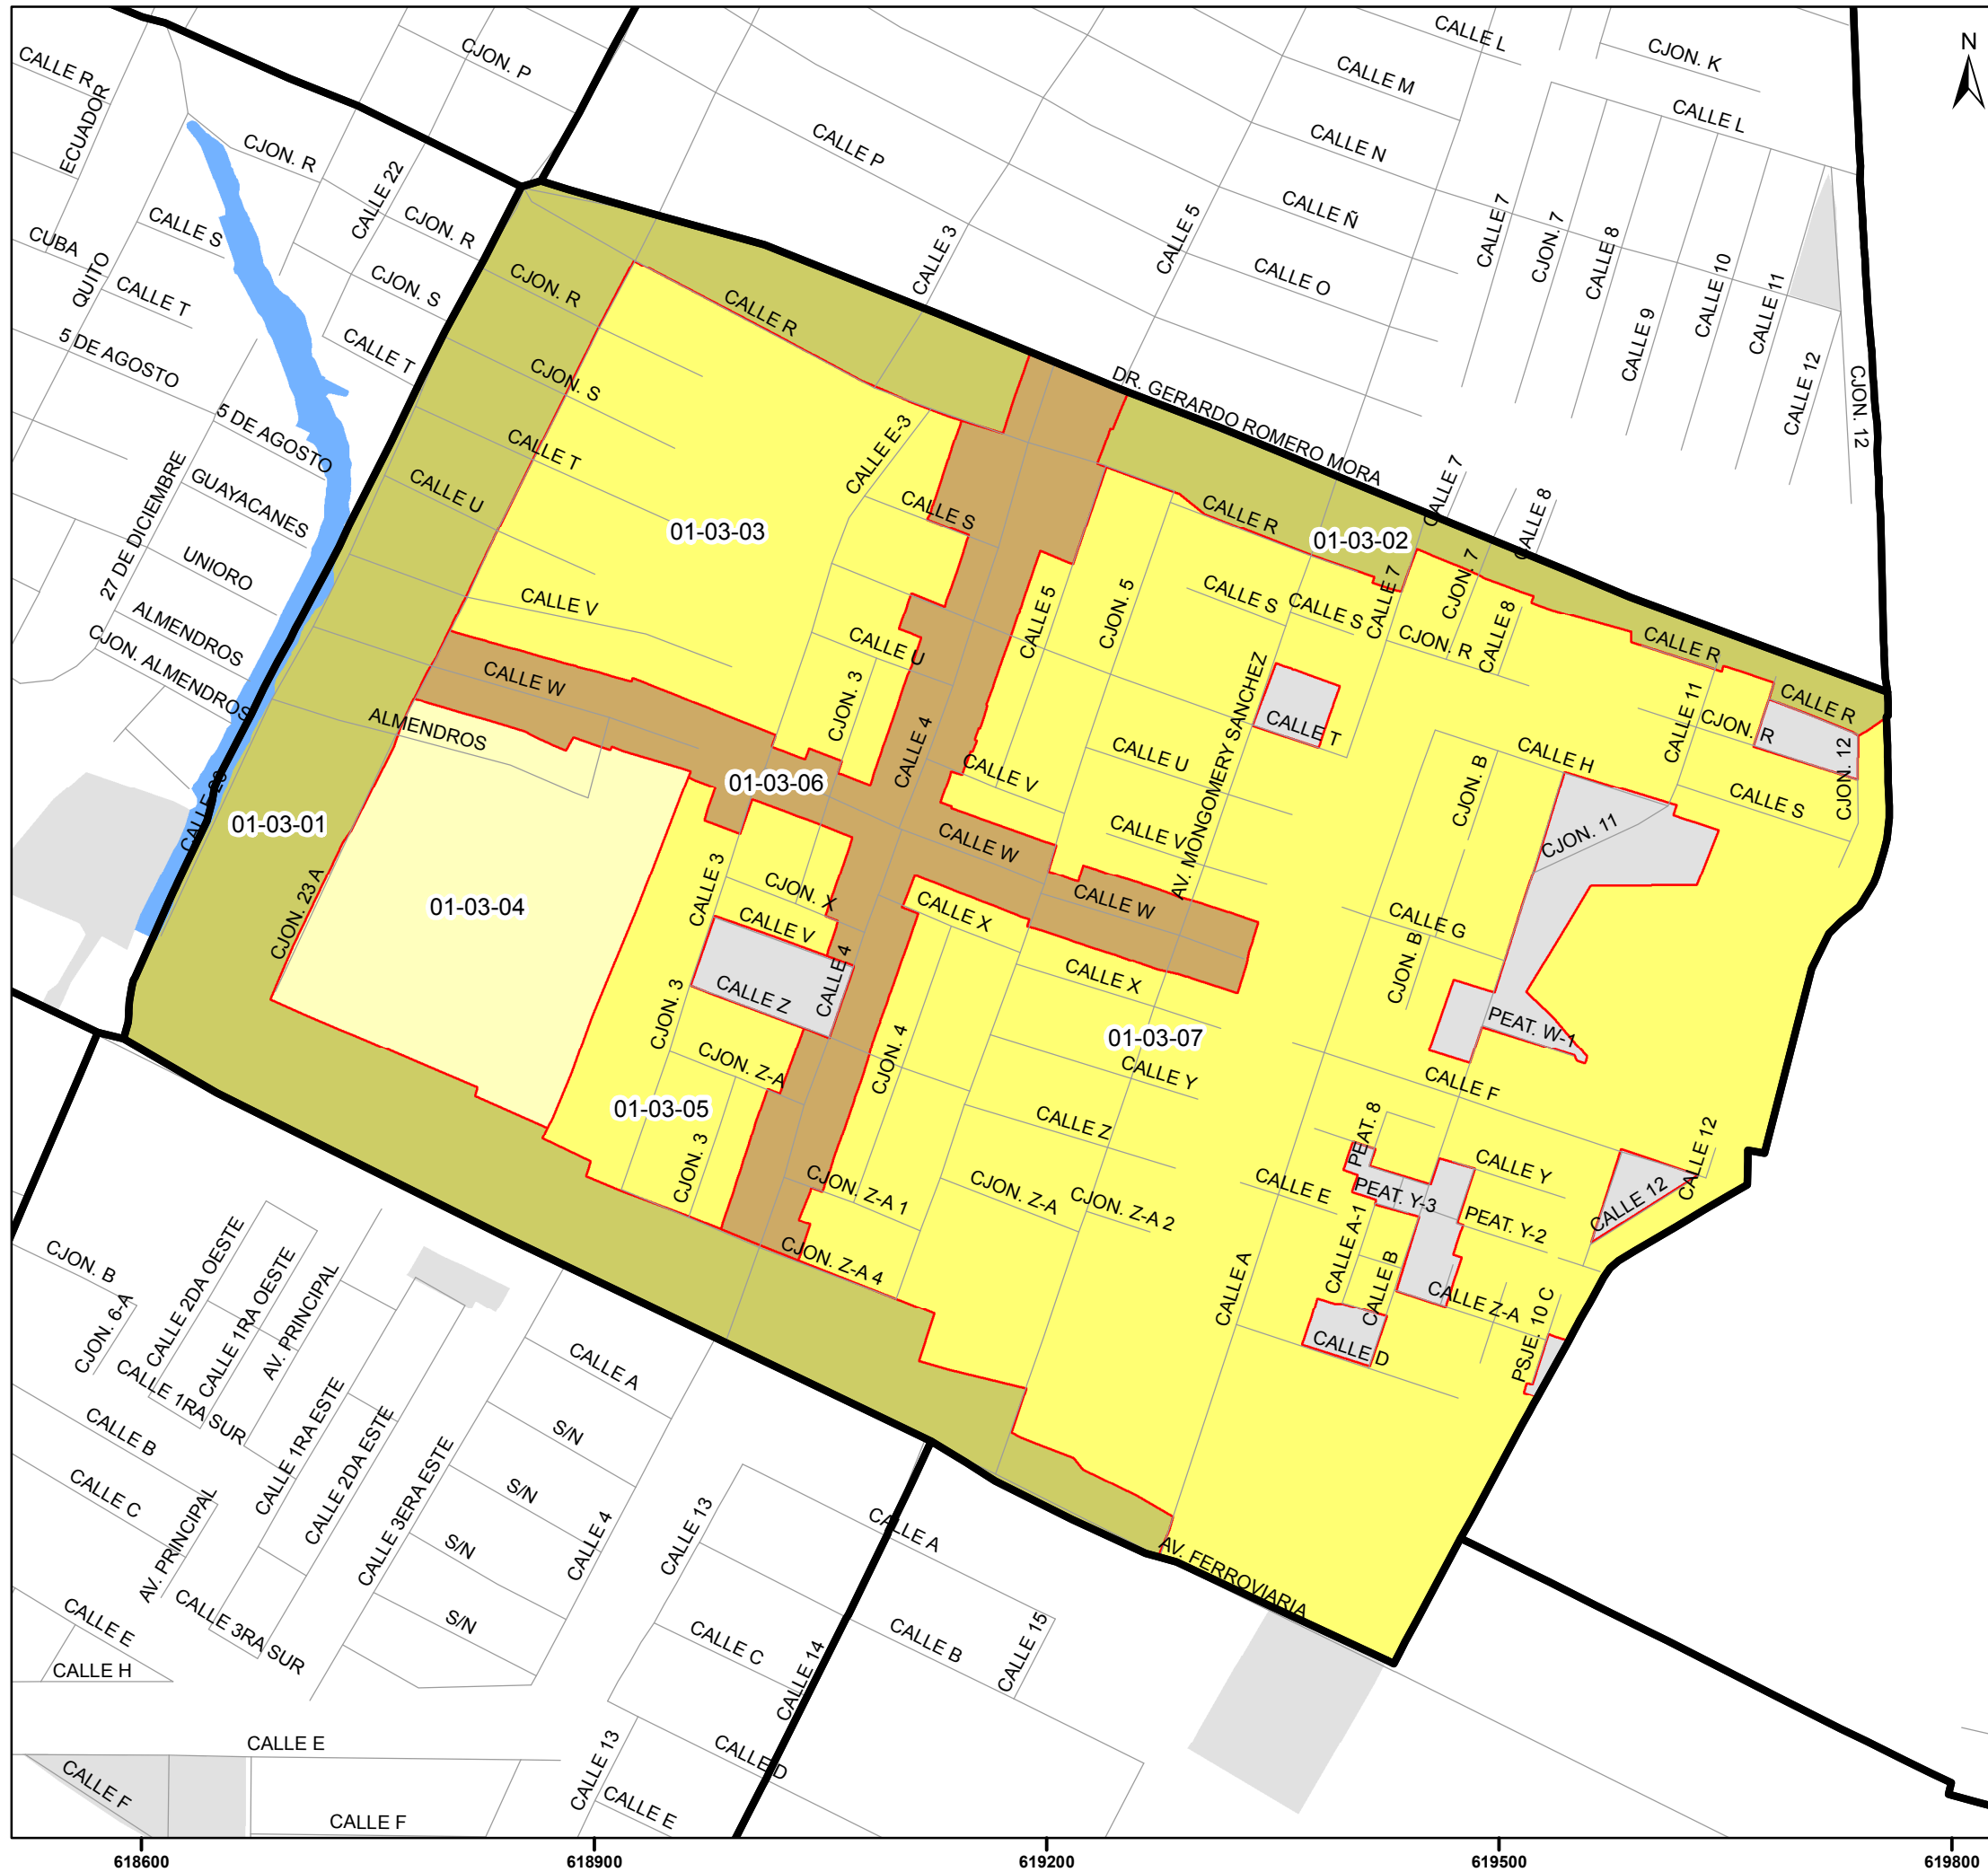 CALLE L
CJON. K
N
CJON. P
CALLE R
CALLE M
ECUADOR
CALLE L
CJON. R
CALLE P
CALLE N
CALLE 22
CALLE S
CJON. R
CALLE Ñ
CALLE 5
CALLE 7
CJON. 7
CALLE 8
CUBA
QUITO
CALLE 3
CJON. S
CJON. R
CALLE O
CALLE 10
CALLE 11
CALLE T
CALLE R
CALLE 9
5 DE AGOSTO
CALLE T
CJON. S
DR. GERARDO ROMERO MORA
CALLE 12
CJON. 12
5 DE AGOSTO
CALLE T
CALLE E-3
GUAYACANES
CALLE U
CALLE S
CALLE R
CALLE 7
CALLE 8
01-03-03
01-03-02
27 DE DICIEMBRE
UNIORO
CALLE V
CALLE 5
CJON. 5
CALLE S
CALLE S
CALLE 7
CJON. 7
CALLE 8
CJON. R
CALLE R
ALMENDROS
CJON. ALMENDROS
CALLE U
CALLE W
CJON. 3
AV. MONGOMERY SANCHEZ
CALLE R
CALLE 11
CJON. R
ALMENDROS
CALLE 4
CALLE T
CALLE U
CALLE H
CALLE V
CJON. B
CJON. 12
CALLE S
01-03-06
CALLE 23
01-03-01
CALLE W
CALLE V
CJON. 11
CALLE 3
CJON. X
CALLE W
CJON. 23 A
01-03-04
CALLE V
CALLE X
CALLE G
CJON. B
CALLE 4
CALLE Z
CALLE X
CJON. 3
PEAT. W-1
01-03-07
CJON. 4
CJON. Z-A
CALLE Y
CALLE F
01-03-05
CALLE Z
PEAT. 8
CALLE 12
CJON. 3
CALLE Y
CJON. Z-A 1
CJON. Z-A
CJON. Z-A 2
CALLE E
PEAT. Y-3
CALLE 12
PEAT. Y-2
CJON. Z-A 4
CALLE A
CALLE A-1
CALLE B
CALLE Z-A
CJON. B
CJON. 6-A
CALLE 2DA OESTE
CALLE 1RA OESTE
AV. PRINCIPAL
CALLE D
PSJE. 10 C
CALLE 1RA SUR
CALLE A
CALLE B
CALLE 1RA ESTE
CALLE 2DA ESTE
S/N
CALLE C
CALLE 3ERA ESTE
S/N
AV. PRINCIPAL
CALLE 13
CALLE A
S/N
CALLE 4
AV. FERROVIARIA
CALLE E
CALLE 3RA SUR
S/N
CALLE C
CALLE B
CALLE 15
CALLE H
CALLE 14
CALLE E
CALLE D
CALLE 13
CALLE F
CALLE F
CALLE E
618600
618900
619200
619500
619800